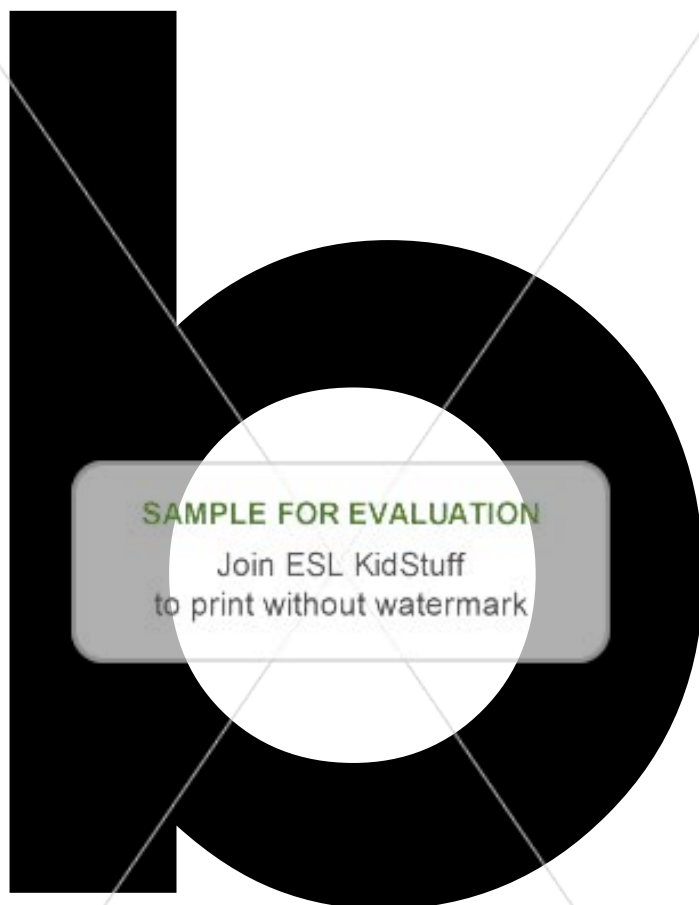 b
SAMPLE FOR EVALUATION
Join ESL KidStuff
to print without watermark